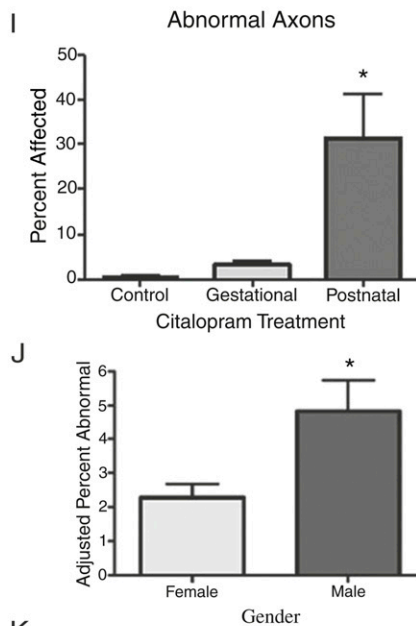 I
Abnormal Axons
Percent Affected
50
40
30
20
10
0
*
Control Gestational Postnatal
Citalopram Treatment
J
Adjusted Percent Abnormal
6
5
4
3
2
1
0
*
Female Male
Gender